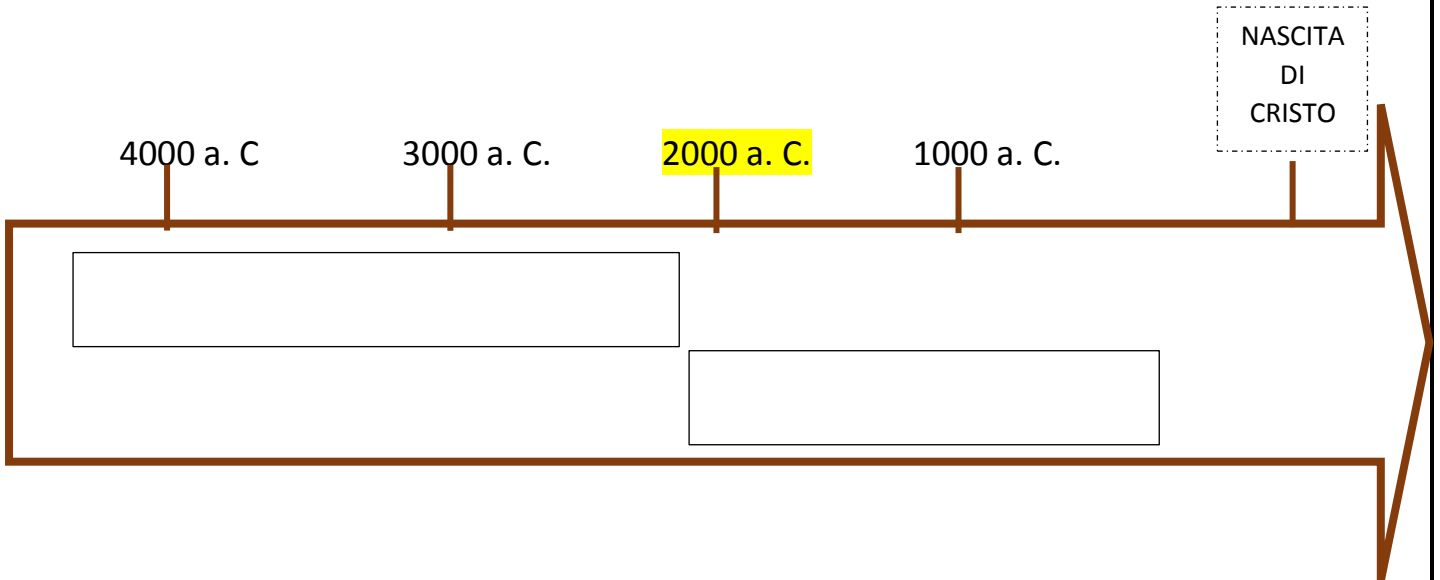 NASCITA
DI
CRISTO
4000 a. C
3000 a. C.
2000 a. C.
1000 a. C.